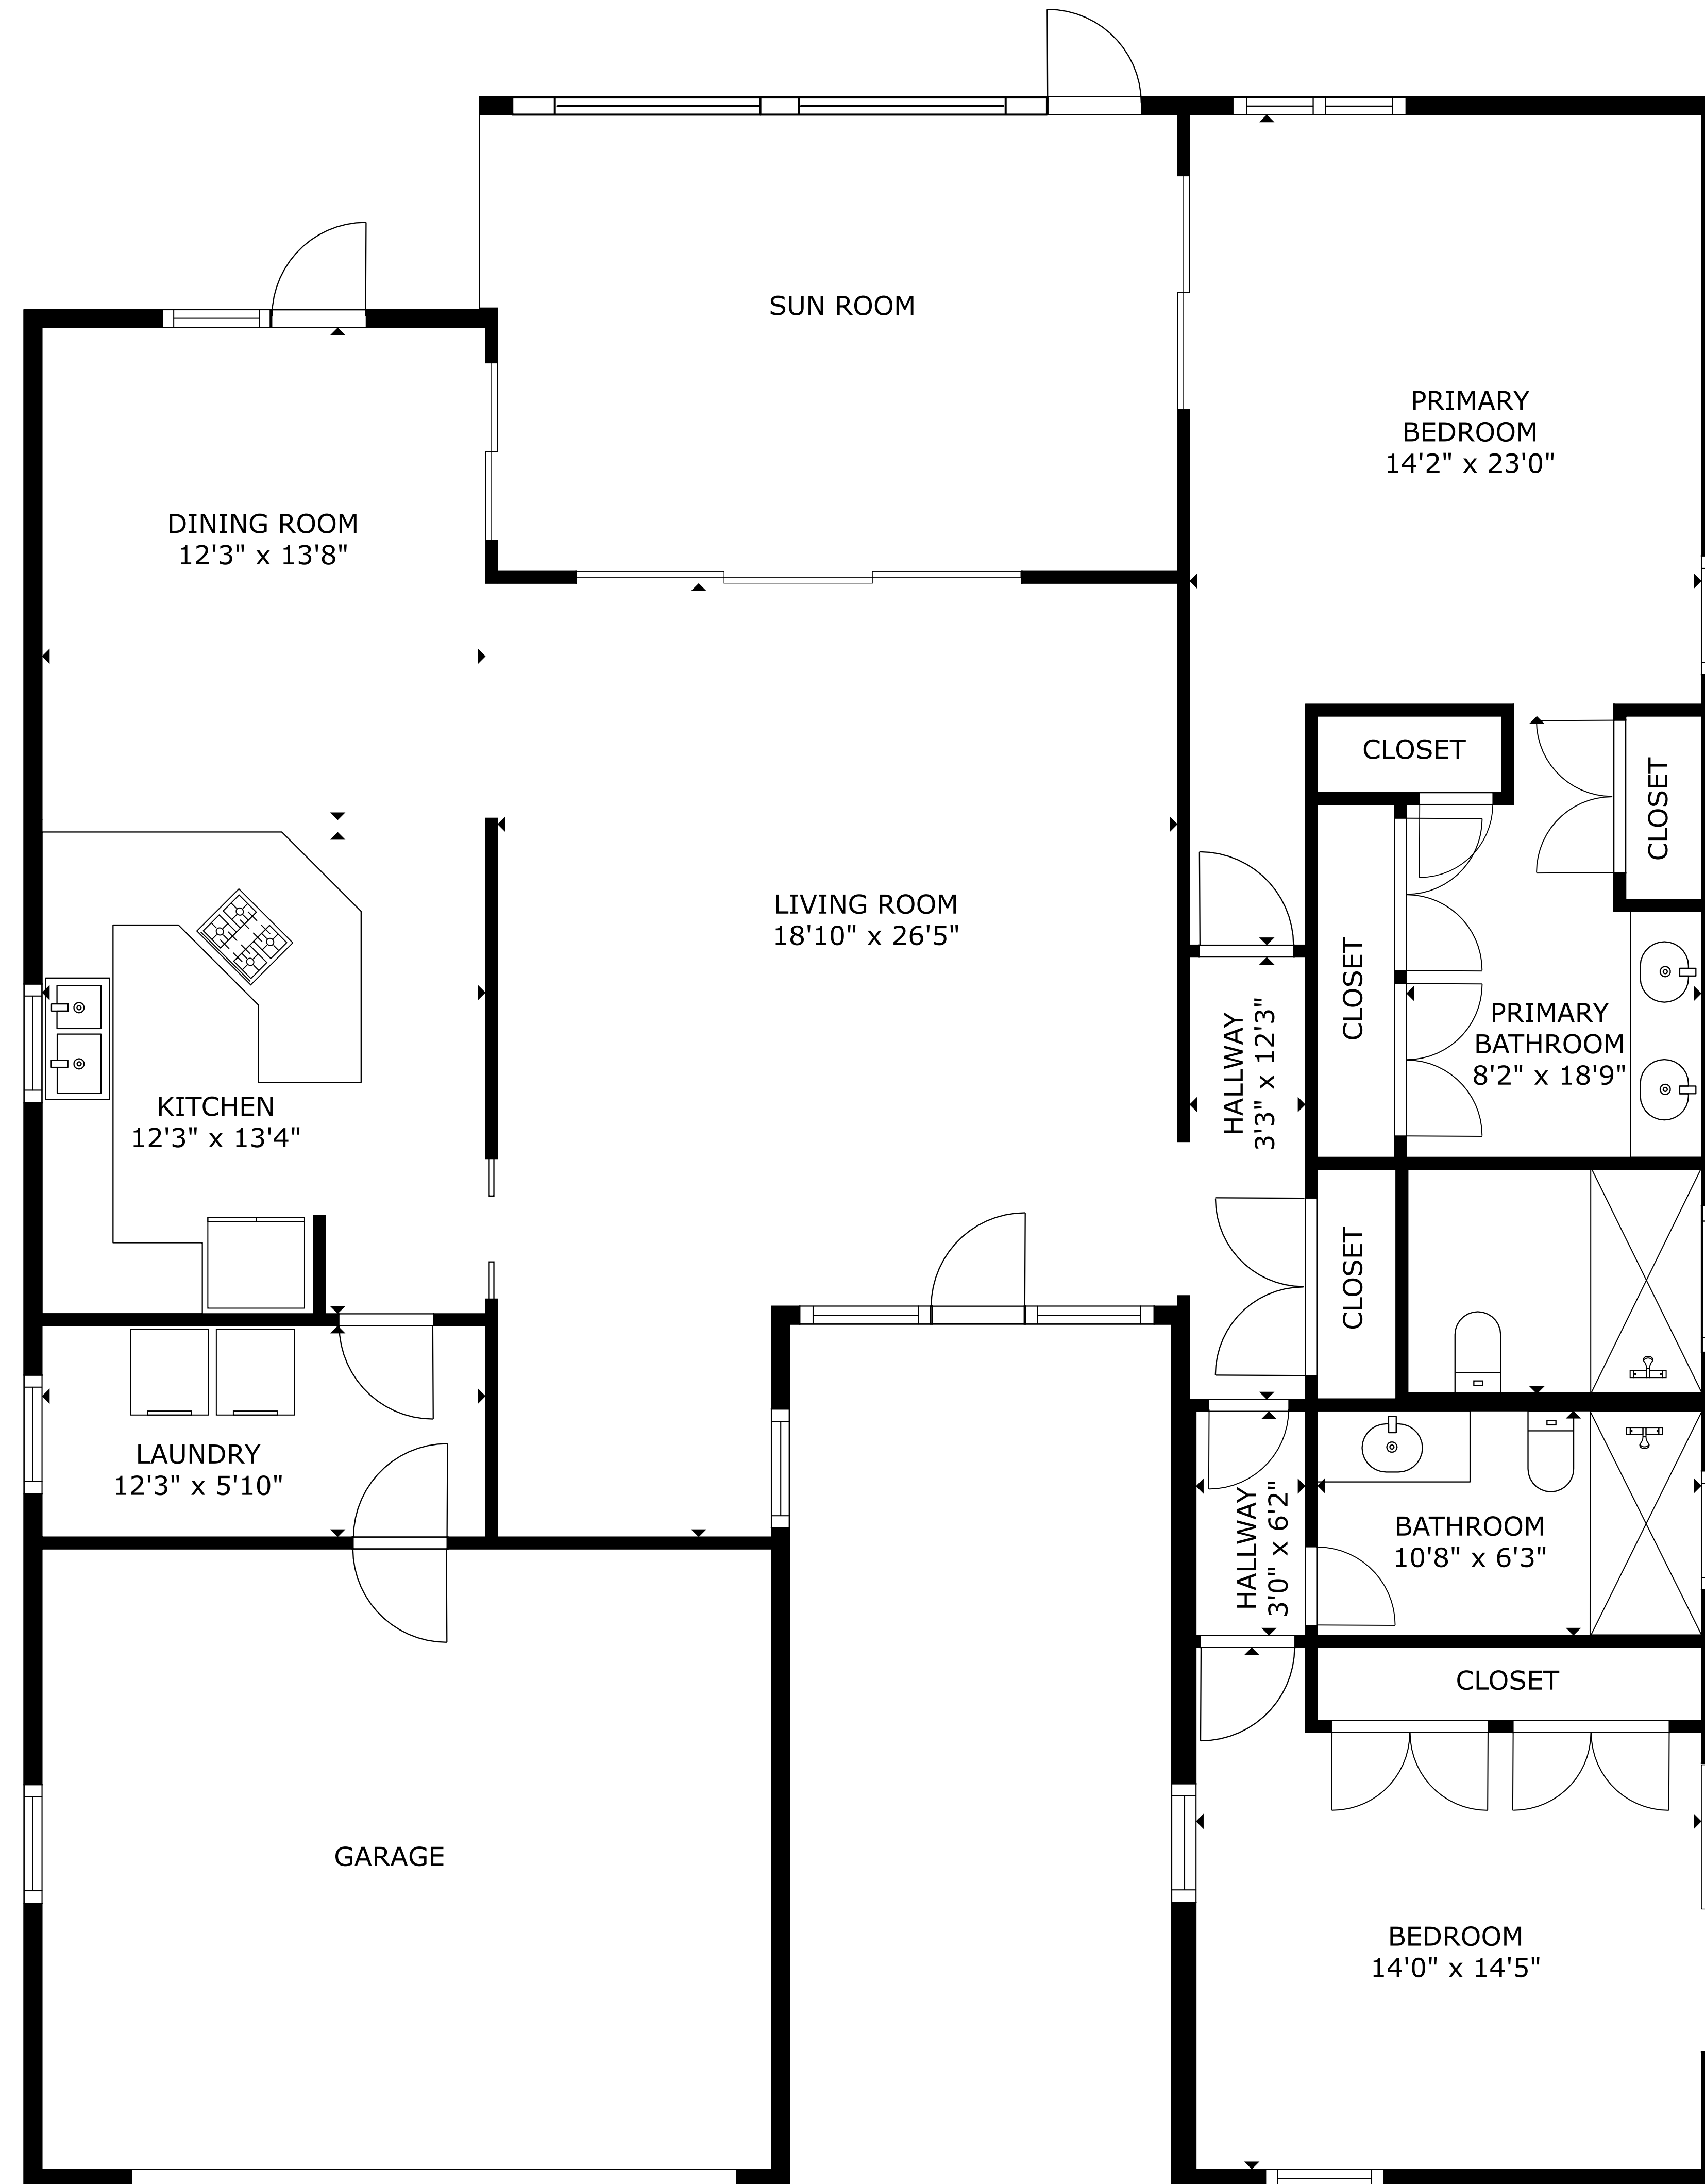 SUN ROOM
PRIMARY
BEDROOM
14'2" x 23'0"
DINING ROOM
12'3" x 13'8"
CLOSET
CLOSET
LIVING ROOM
18'10" x 26'5"
CLOSET
HALLWAY
3'3" x 12'3"
PRIMARY
BATHROOM
8'2" x 18'9"
KITCHEN
12'3" x 13'4"
CLOSET
LAUNDRY
12'3" x 5'10"
HALLWAY
3'0" x 6'2"
BATHROOM
10'8" x 6'3"
CLOSET
GARAGE
BEDROOM
14'0" x 14'5"